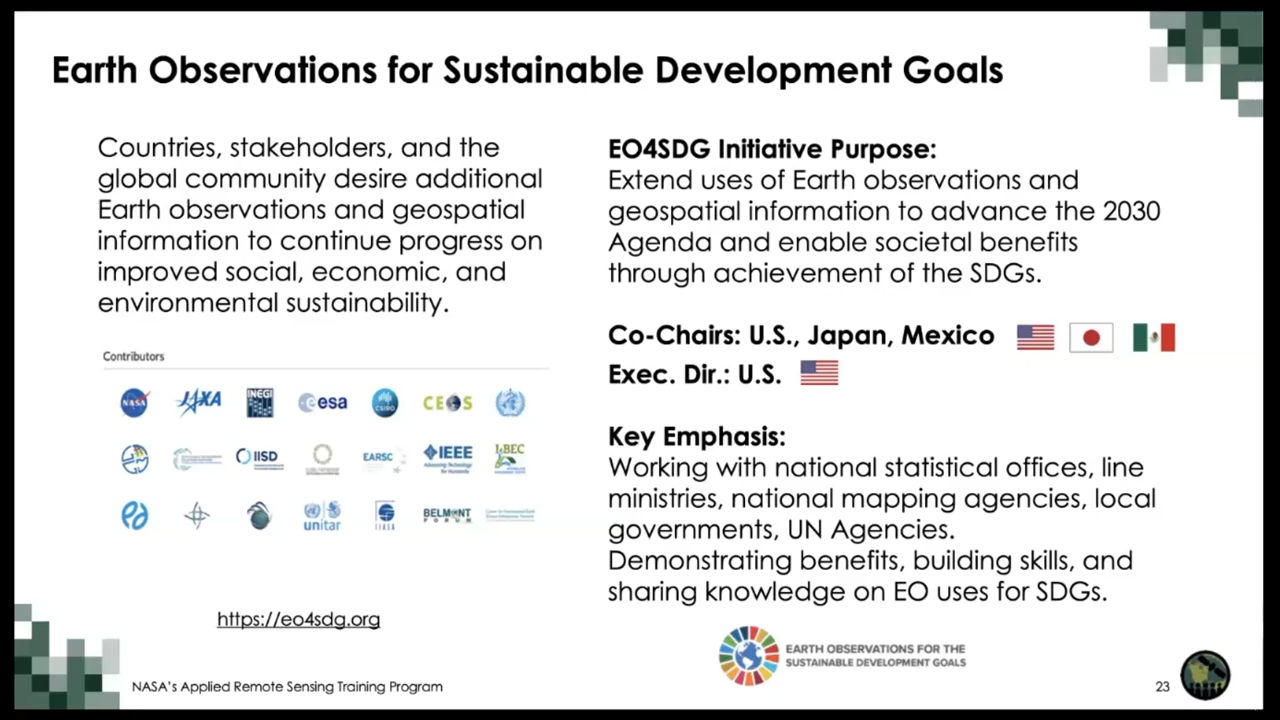 Earth Observations for Sustainable Development Goals
Countries, stakeholders, and the
global community desire additional
Earth observations and geospatial
information to continue progress on
improved social, economic, and
environmental sustainability.
Contributors
NASA
JAXA
INEGI
esa
CSIRO
CEOS
IISD
EARSC
IEEE
Advancing Technology
for Humanity
unitar
IIASA
BELMONT
FORUM
https://eo4sdg.org
EO4SDG Initiative Purpose:
Extend uses of Earth observations and
geospatial information to advance the 2030
Agenda and enable societal benefits
through achievement of the SDGs.
Co-Chairs: U.S., Japan, Mexico
Exec. Dir.: U.S.
Key Emphasis:
Working with national statistical offices, line
ministries, national mapping agencies, local
governments, UN Agencies.
Demonstrating benefits, building skills, and
sharing knowledge on EO uses for SDGs.
EARTH OBSERVATIONS FOR THE
SUSTAINABLE DEVELOPMENT GOALS
NASA's Applied Remote Sensing Training Program
23